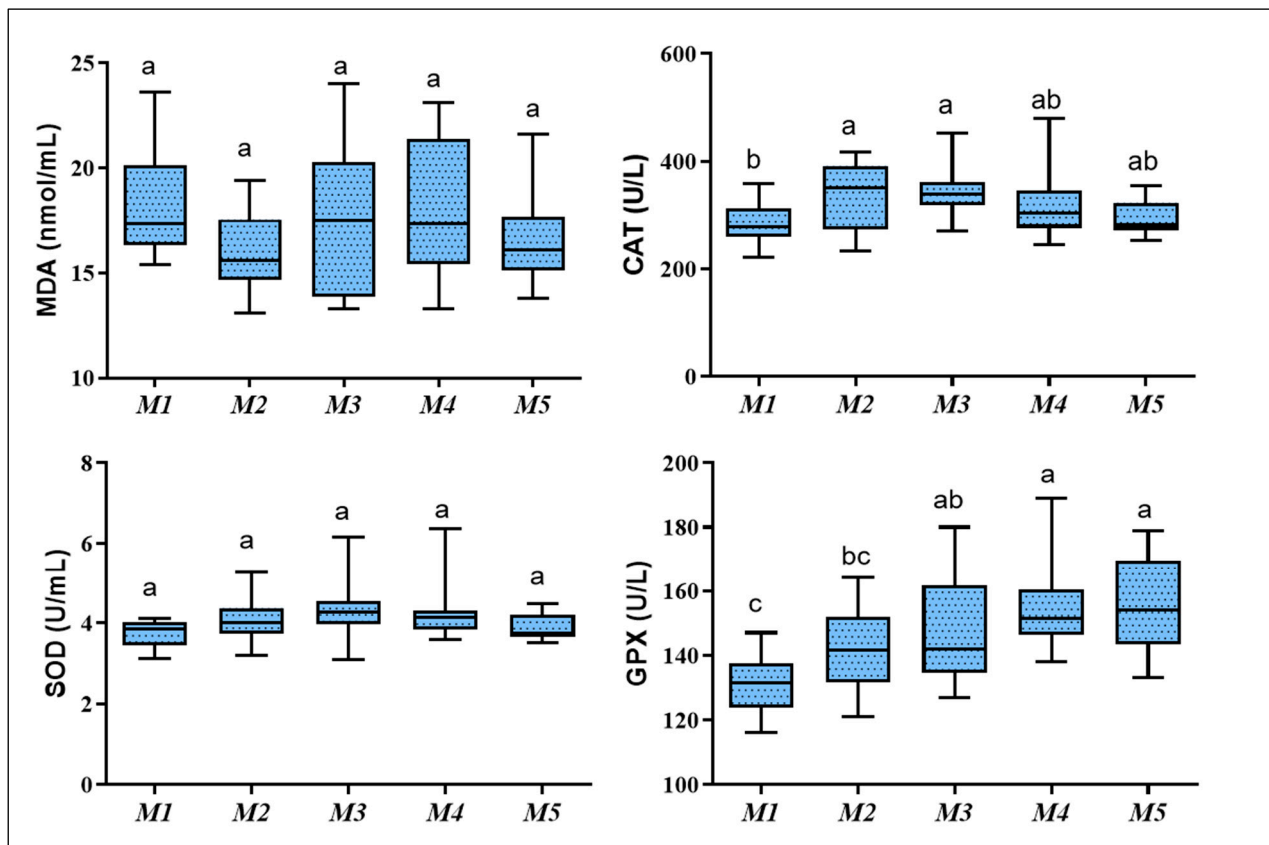 MDA (nmol/mL)
25
20
15
10
a a a a a
M1 M2 M3 M4 M5
CAT (U/L)
600
400
200
0
b a a ab ab
M1 M2 M3 M4 M5
SOD (U/mL)
8
6
4
2
0
a a a a a
M1 M2 M3 M4 M5
GPX (U/L)
200
180
160
140
120
100
c bc ab a a
M1 M2 M3 M4 M5